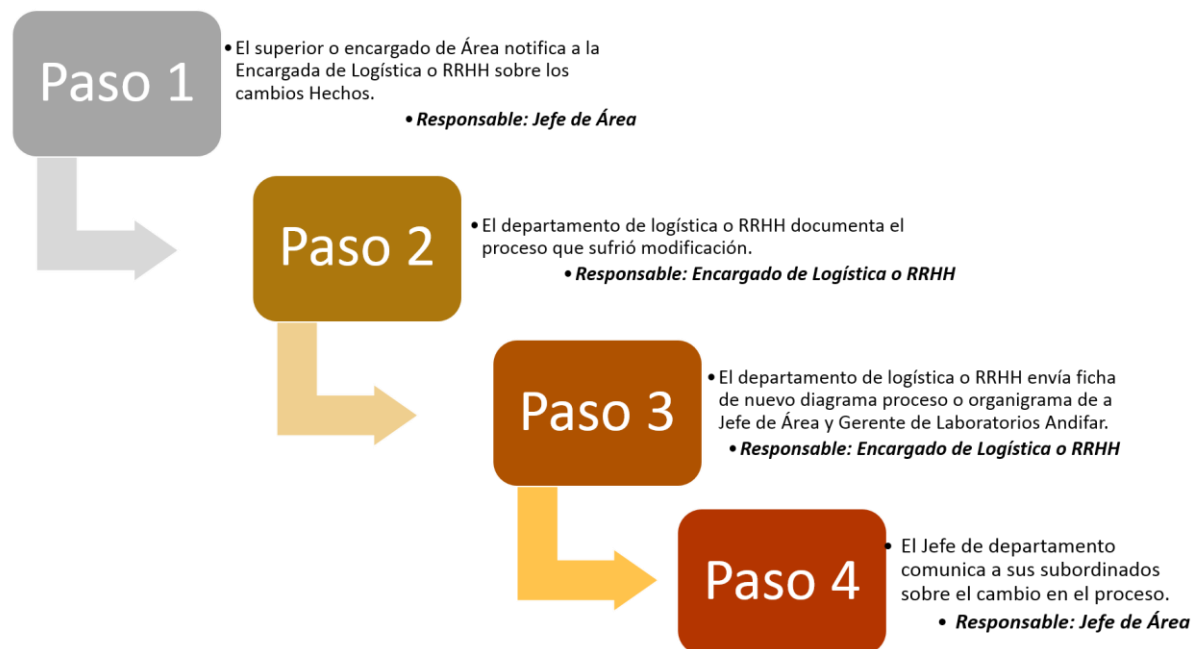 Paso 1
• El superior o encargado de Área notifica a la
Encargada de Logística o RRHH sobre los
cambios Hechos.
• Responsable: Jefe de Área
Paso 2
• El departamento de logística o RRHH documenta el
proceso que sufrió modificación.
• Responsable: Encargado de Logística o RRHH
Paso 3
• El departamento de logística o RRHH envía ficha
de nuevo diagrama proceso o organigrama de a
Jefe de Área y Gerente de Laboratorios Andifar.
• Responsable: Encargado de Logística o RRHH
Paso 4
• El Jefe de departamento
comunica a sus subordinados
sobre el cambio en el proceso.
• Responsable: Jefe de Área